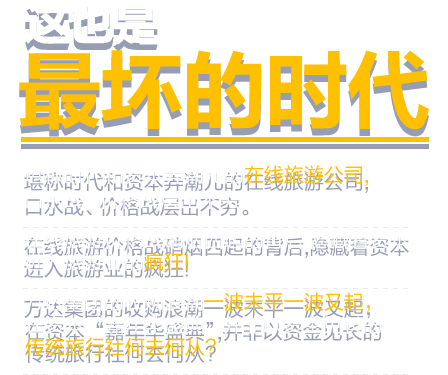 这也是
最坏的时代
堪称时代和资本弄潮儿的在线旅游公司，
口水战、价格战层出不穷。
在线旅游价格战硝烟四起的背后,隐藏着资本
进入旅游业的疯狂!
万达集团的收购浪潮一波未平一波又起，
在资本“嘉年华盛典”,并非以资金见长的
传统旅行社何去何从?